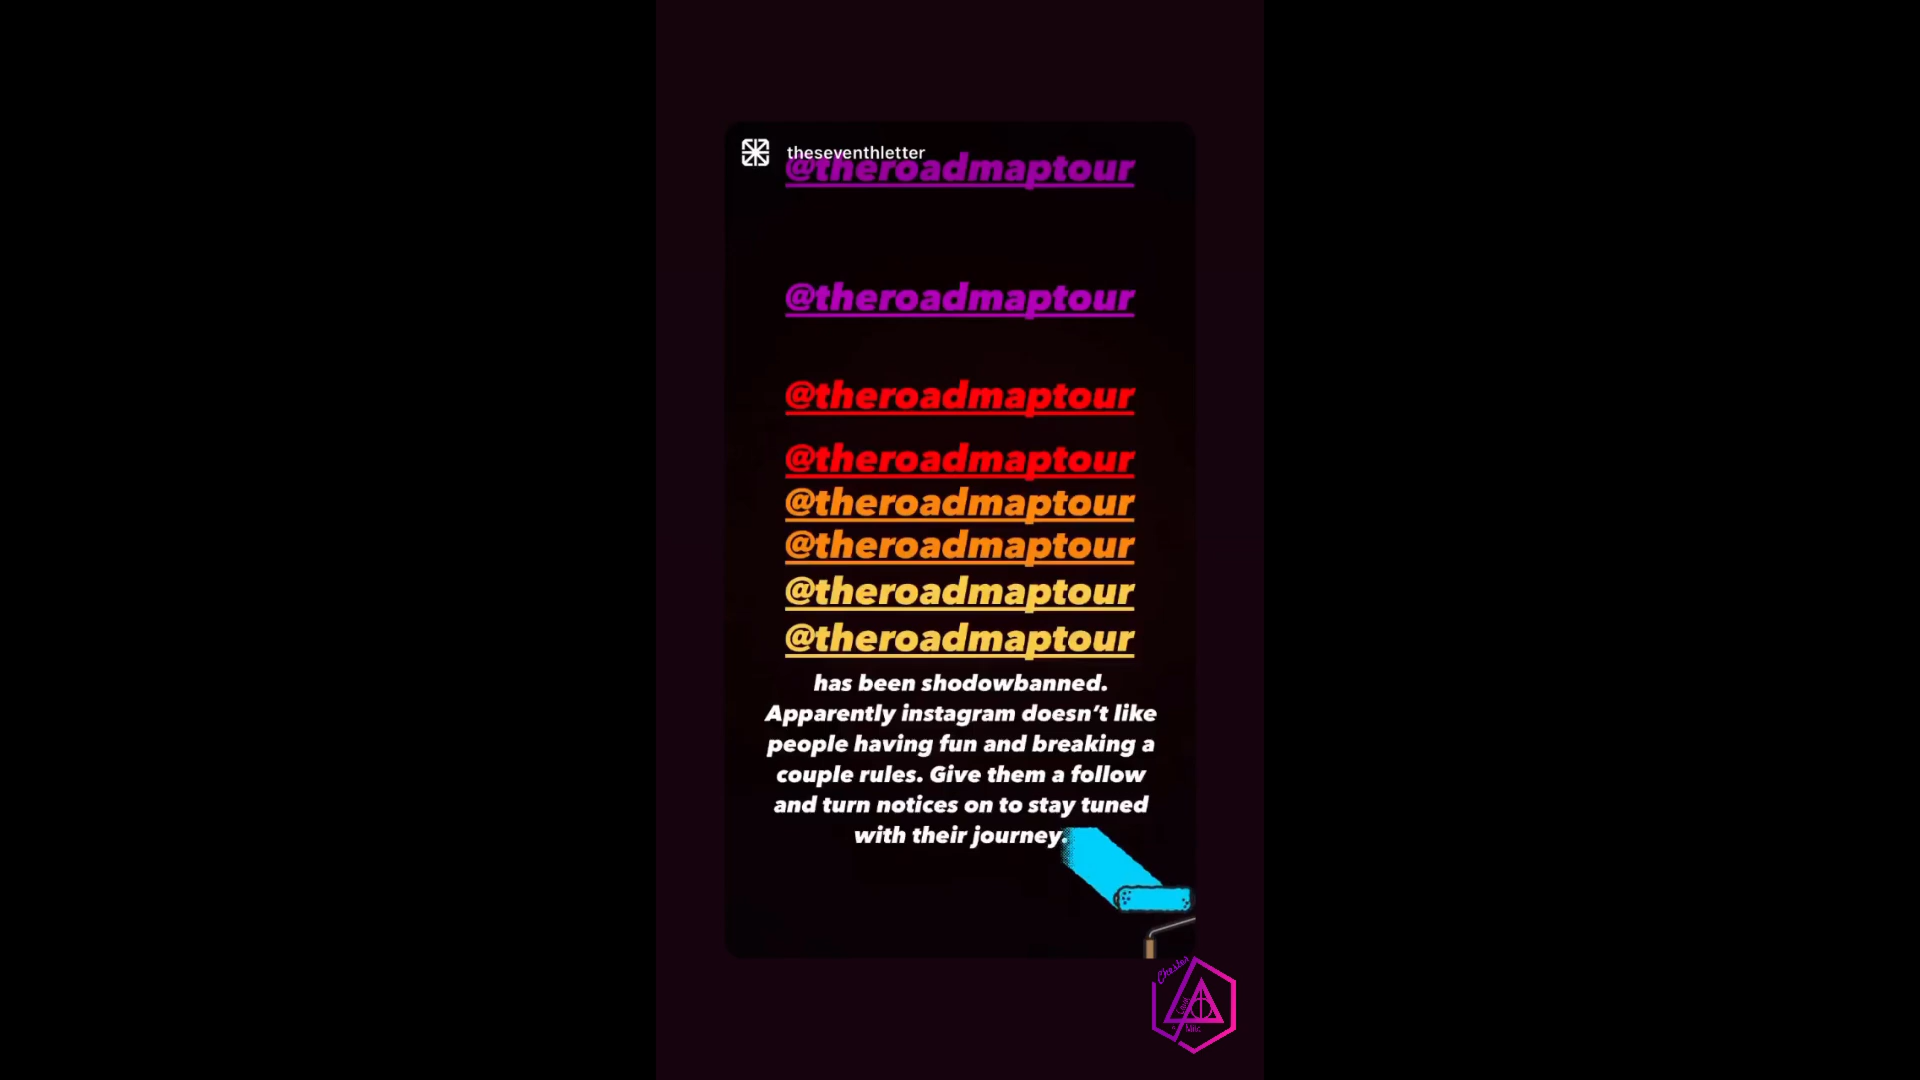 theseventhletter
@theroadmaptour
@theroadmaptour
@theroadmaptour
@theroadmaptour
@theroadmaptour
@theroadmaptour
@theroadmaptour
@theroadmaptour
has been shodowbanned.
Apparently instagram doesn't like
people having fun and breaking a
couple rules. Give them a follow
and turn notices on to stay tuned
with their journey.